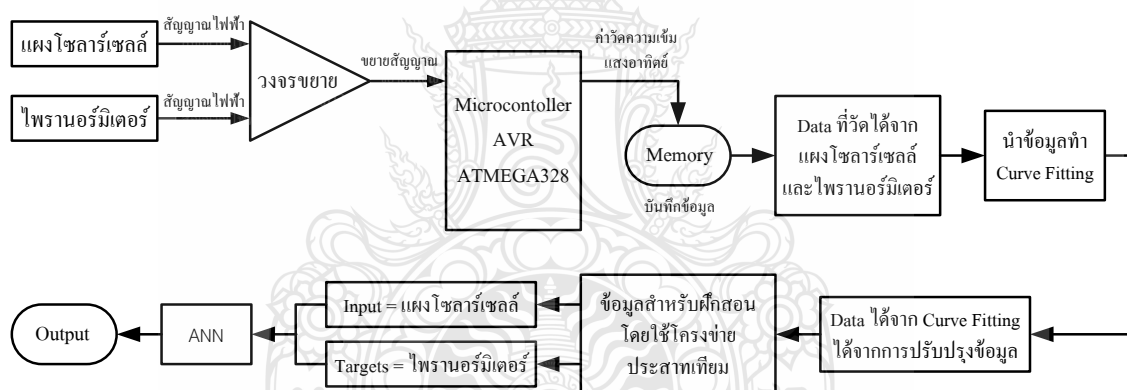 สัญญาณไฟฟ้า
แผงโซลาร์เซลล์
สัญญาณไฟฟ้า
ไพรานอร์มิเตอร์
วงจรขยาย
ขยายสัญญาณ
Microcontoller
AVR
ATMEGA328
ค่าวัดความเข้ม
แสงอาทิตย์
Memory
บันทึกข้อมูล
Data ที่วัดได้จาก
แผงโซลาร์เซลล์
และไพรานอร์มิเตอร์
นำข้อมูลทำ
Curve Fitting
Data ได้จาก Curve Fitting
ได้จากการปรับปรุงข้อมูล
ข้อมูลสำหรับฝึกสอน
โดยใช้โครงข่าย
ประสาทเทียม
Input = แผงโซลาร์เซลล์
Targets = ไพรานอร์มิเตอร์
ANN
Output